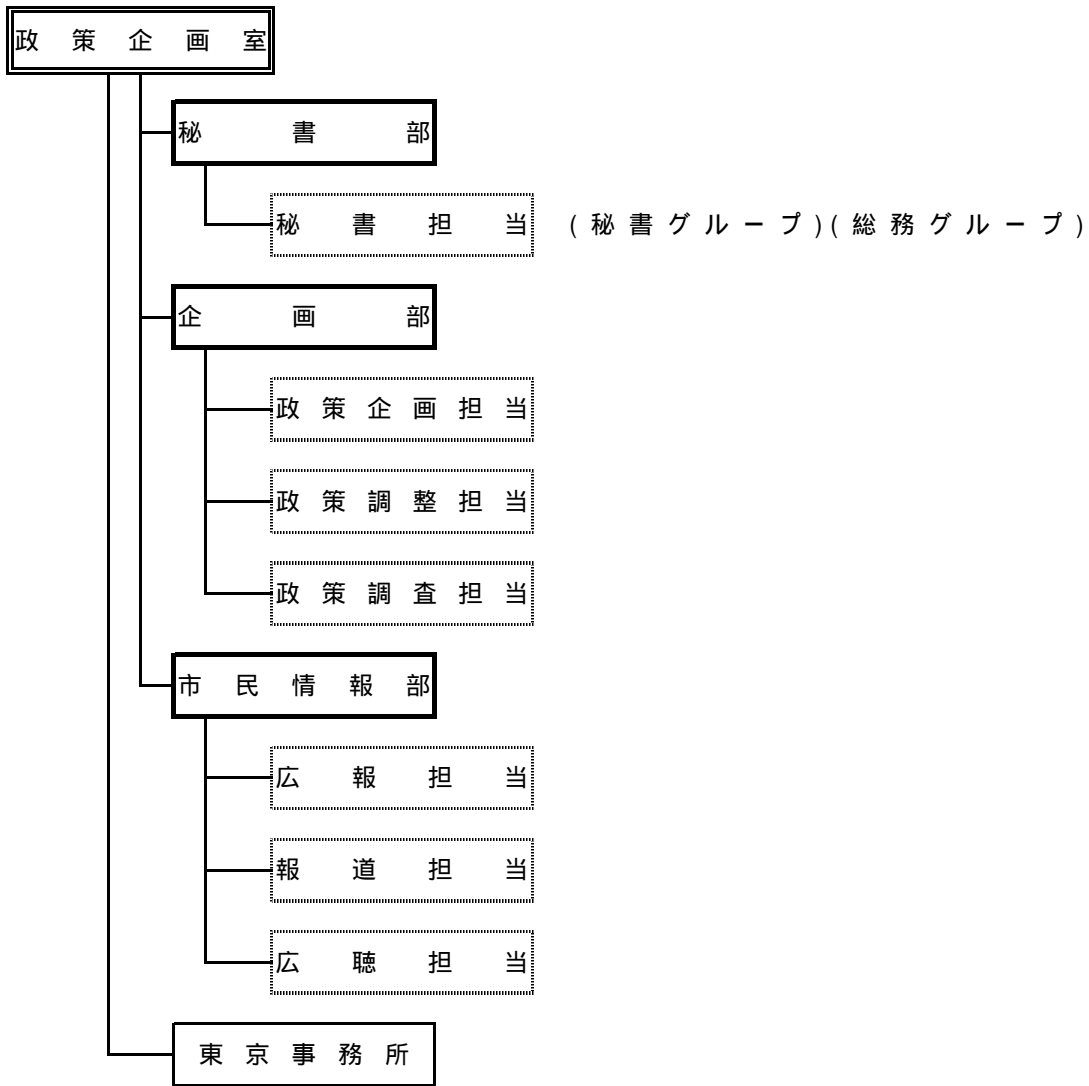 政策企画室
秘書部
秘書担当 (秘書グループ)(総務グループ)
企画部
政策企画担当
政策調整担当
政策調査担当
市民情報部
広報担当
報道担当
広聴担当
東京事務所